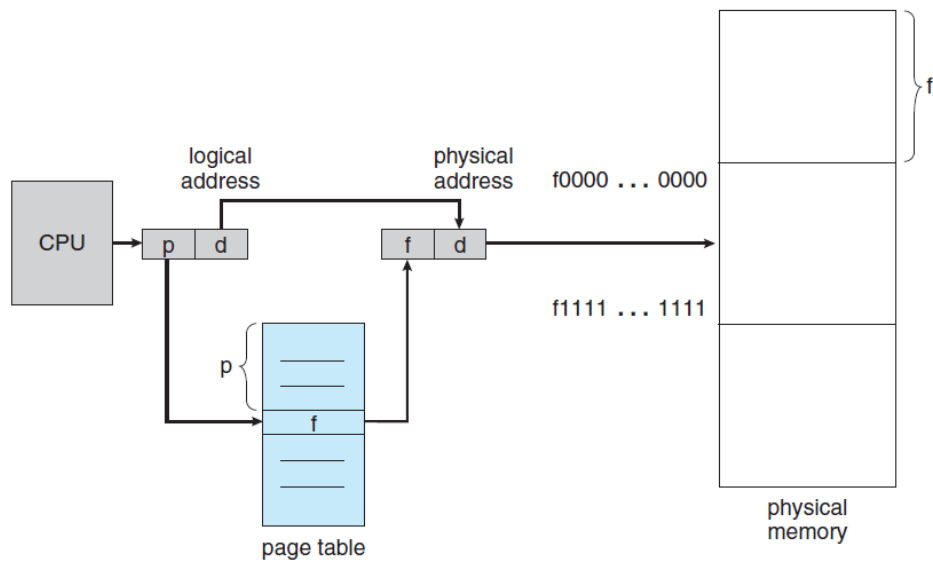 f
logical
address
physical
address
f0000 ... 0000
CPU
p
d
f
d
f1111 ... 1111
p
f
page table
physical
memory